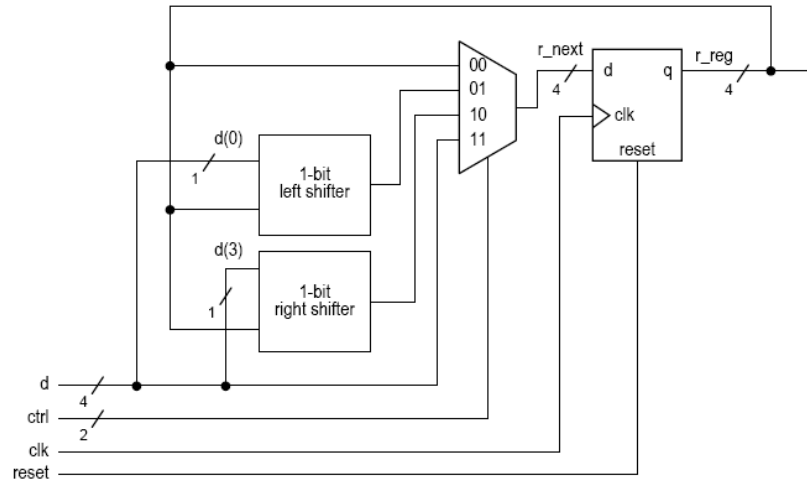 r_next
r_reg
00
01
10
11
4
d
q
4
clk
reset
d(0)
1
1-bit
left shifter
d(3)
1
1-bit
right shifter
d
4
ctrl
2
clk
reset